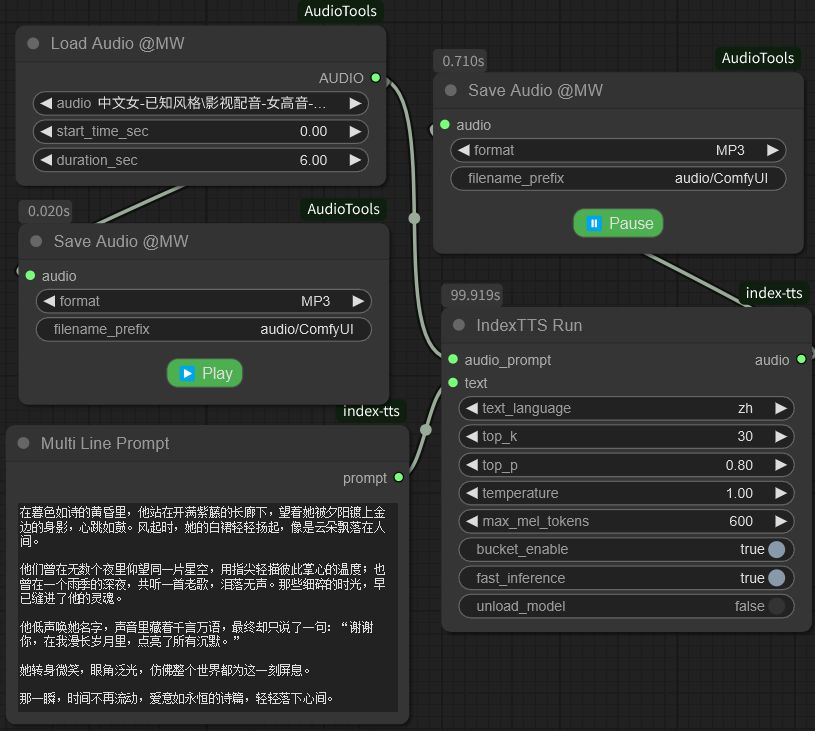 AudioTools
Load Audio @MW
AUDIO
audio 中文女-已知风格\影视配音-女高音-...
start_time_sec 0.00
duration_sec 6.00
0.020s
AudioTools
Save Audio @MW
audio
format MP3
filename_prefix audio/ComfyUI
Play
index-tts
Multi Line Prompt
prompt
在暮色如诗的黄昏里，他站在开满紫藤的长廊下，望着她被夕阳镀上金
边的身影，心跳如鼓。风起时，她的白裙轻轻扬起，像是云朵飘落在人
间。
他们曾在无数个夜里仰望同一片星空，用指尖轻描彼此掌心的温度；也
曾在一个雨季的深夜，共听一首老歌，泪落无声。那些细碎的时光，早
已缝进了他的灵魂。
他低声唤她名字，声音里藏着千言万语，最终却只说了一句：“谢谢
你，在我漫长岁月里，点亮了所有沉默。”
她转身微笑，眼角泛光，仿佛整个世界都为这一刻屏息。
那一瞬，时间不再流动，爱意如永恒的诗篇，轻轻落下心间。
0.710s
AudioTools
Save Audio @MW
audio
format MP3
filename_prefix audio/ComfyUI
Pause
99.919s
index-tts
IndexTTS Run
audio_prompt audio
text
text_language zh
top_k 30
top_p 0.80
temperature 1.00
max_mel_tokens 600
bucket_enable true
fast_inference true
unload_model false